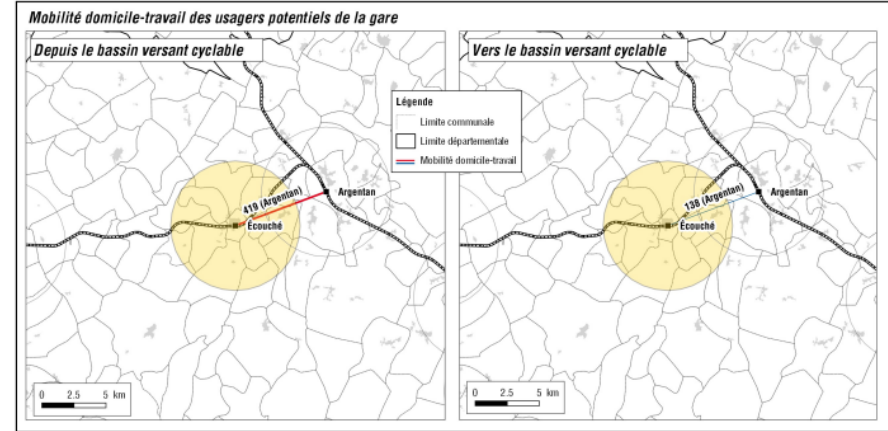 Mobilité domicile-travail des usagers potentiels de la gare
Depuis le bassin versant cyclable
419 (Argentan)
Argentan
Écouché
0 2.5 5 km
Légende
Limite communale
Limite départementale
Mobilité domicile-travail
Vers le bassin versant cyclable
138 (Argentan)
Argentan
Écouché
0 2.5 5 km